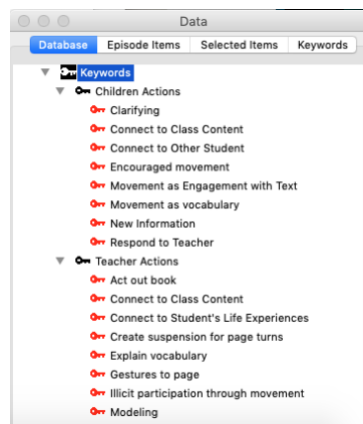 Data
Database Episode Items Selected Items Keywords
Keywords
Children Actions
Clarifying
Connect to Class Content
Connect to Other Student
Encouraged movement
Movement as Engagement with Text
Movement as vocabulary
New Information
Respond to Teacher
Teacher Actions
Act out book
Connect to Class Content
Connect to Student's Life Experiences
Create suspension for page turns
Explain vocabulary
Gestures to page
Illicit participation through movement
Modeling